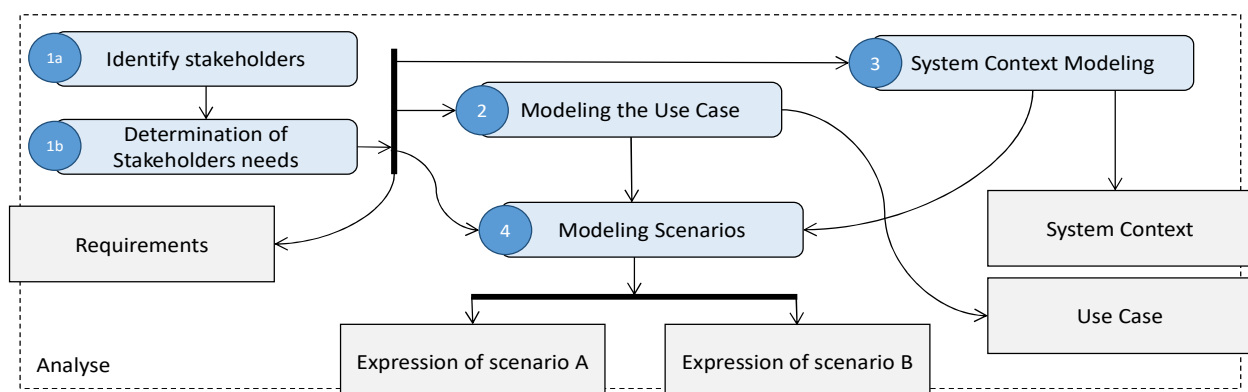 1a
Identify stakeholders
3
System Context Modeling
2
Modeling the Use Case
1b
Determination of
Stakeholders needs
4
Modeling Scenarios
Requirements
System Context
Use Case
Expression of scenario A
Expression of scenario B
Analyse